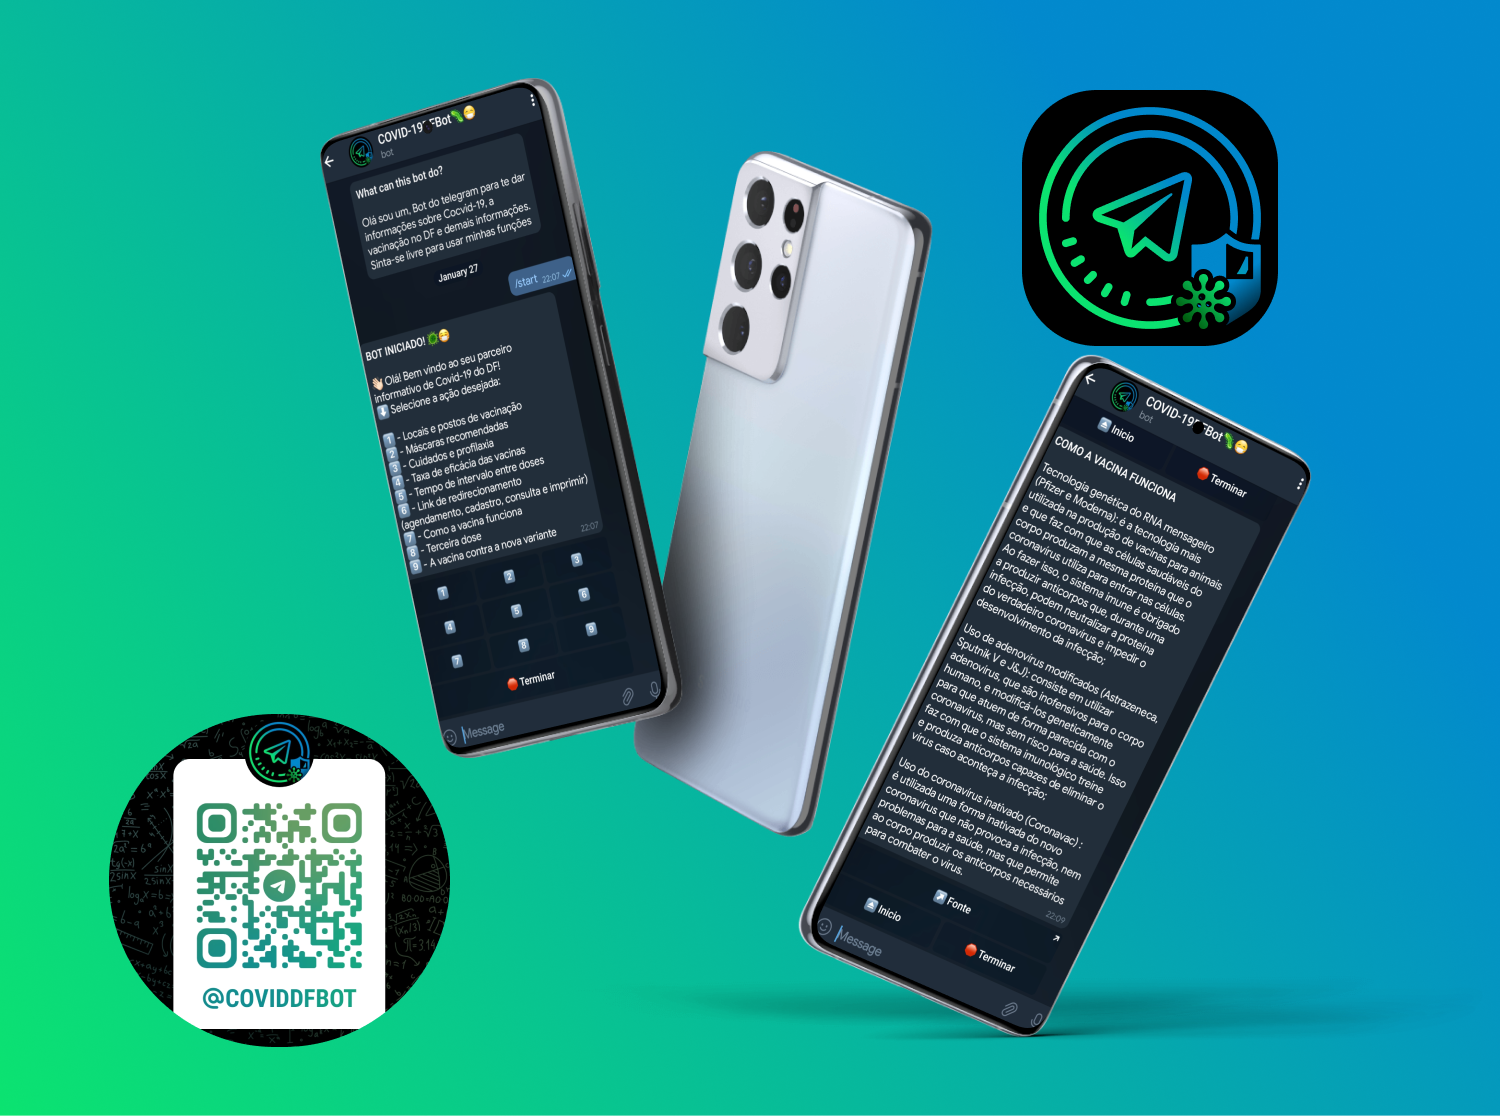 COVID-19DFBot
bot
What can this bot do?
Olá sou um, Bot do telegram para te dar
informações sobre Cocvid-19, a
vacinação no DF e demais informações.
Sinta-se livre para usar minhas funções
January 27
/start 22:07
BOT INICIADO!
Olá! Bem vindo ao seu parceiro
informativo de Covid-19 do DF!
Selecione a ação desejada:
1 - Locais e postos de vacinação
2 - Máscaras recomendadas
3 - Cuidados e profilaxia
4 - Taxa de eficácia das vacinas
5 - Tempo de intervalo entre doses
6 - Link de redirecionamento
(agendamento, cadastro, consulta e imprimir)
7 - Como a vacina funciona
8 - Terceira dose
9 - A vacina contra a nova variante
22:07
1 2 3
4 5 6
7 8 9
Terminar
Message
COVID-19DFBot
bot
Inicio
Terminar
COMO A VACINA FUNCIONA
Tecnologia genética do RNA mensageiro
(Pfizer e Moderna): é a tecnologia mais
utilizada na produção de vacinas para animais
e que faz com que as células saudáveis do
corpo produzam a mesma proteína que o
coronavírus utiliza para entrar nas células.
Ao fazer isso, o sistema imune é obrigado
a produzir anticorpos que, durante uma
infecção, podem neutralizar a proteína
do verdadeiro coronavírus e impedir o
desenvolvimento da infecção;
Uso de adenovírus modificados (Astrazeneca,
Sputnik V e J&J): consiste em utilizar
adenovírus, que são inofensivos para o corpo
humano, e modificá-los geneticamente
para que atuem de forma parecida com o
coronavírus, mas sem risco para a saúde. Isso
faz com que o sistema imunológico treine
e produza anticorpos capazes de eliminar o
vírus caso aconteça a infecção;
Uso do coronavírus inativado (Coronavac) :
é utilizada uma forma inativada do novo
coronavírus que não provoca a infecção, nem
problemas para a saúde, mas que permite
ao corpo produzir os anticorpos necessários
para combater o vírus.
22:09
Fonte
Inicio
Terminar
Message
@COVIDDFBOT